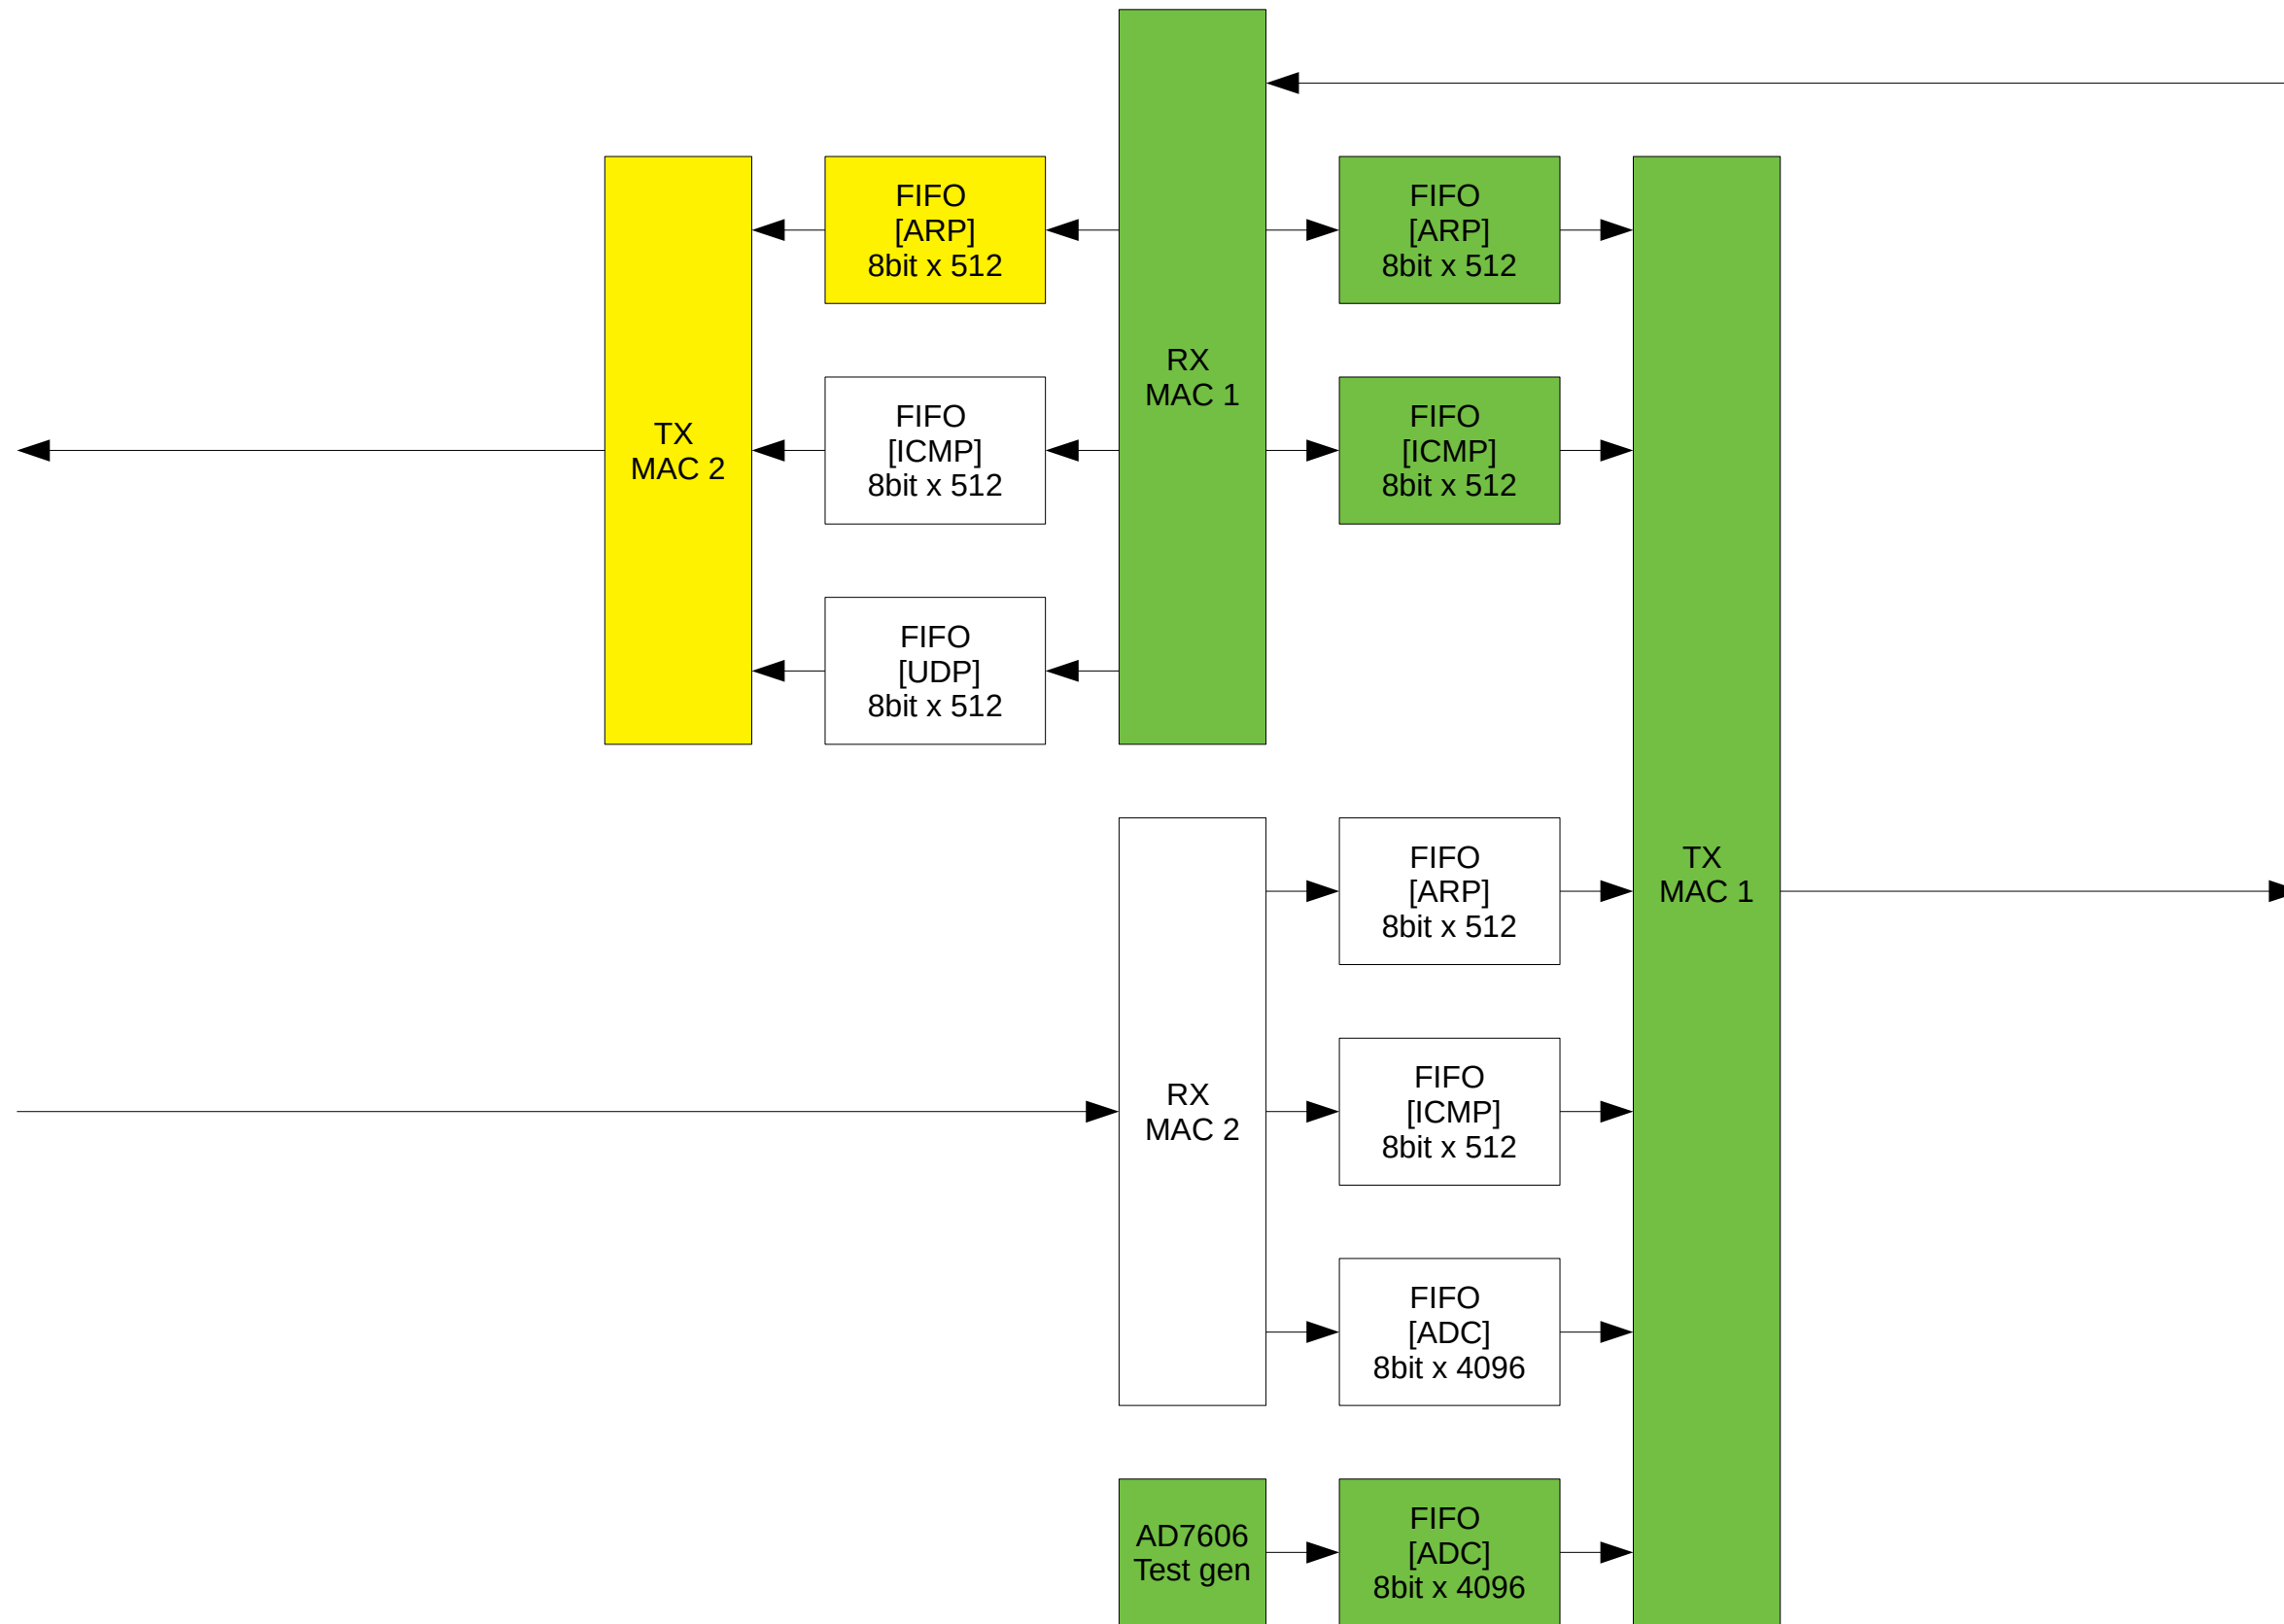 FIFO
[ARP]
8bit x 512
FIFO
[ARP]
8bit x 512
RX
MAC 1
TX
MAC 2
FIFO
[ICMP]
8bit x 512
FIFO
[ICMP]
8bit x 512
FIFO
[UDP]
8bit x 512
FIFO
[ARP]
8bit x 512
TX
MAC 1
RX
MAC 2
FIFO
[ICMP]
8bit x 512
FIFO
[ADC]
8bit x 4096
AD7606
Test gen
FIFO
[ADC]
8bit x 4096